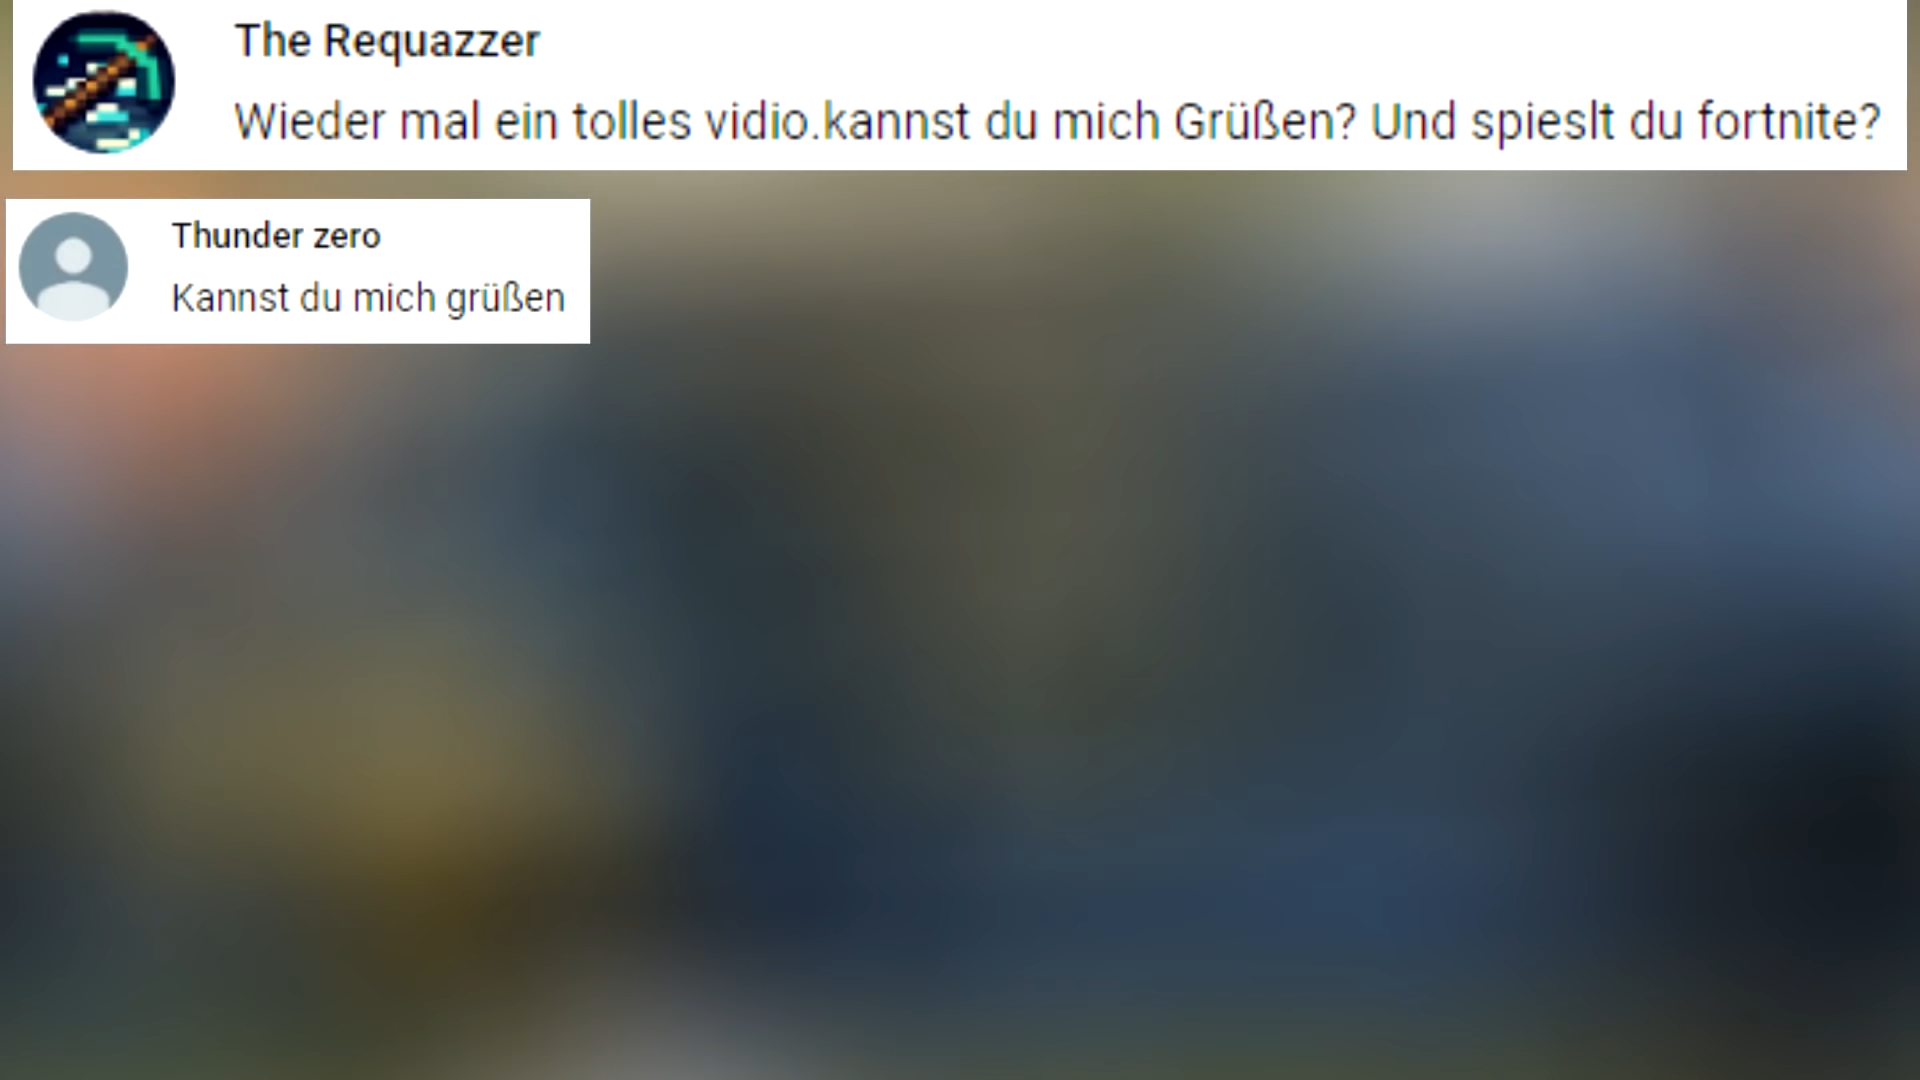 The Requazzer
Wieder mal ein tolles vidio.kannst du mich Grüßen? Und spieslt du fortnite?
Thunder zero
Kannst du mich grüßen